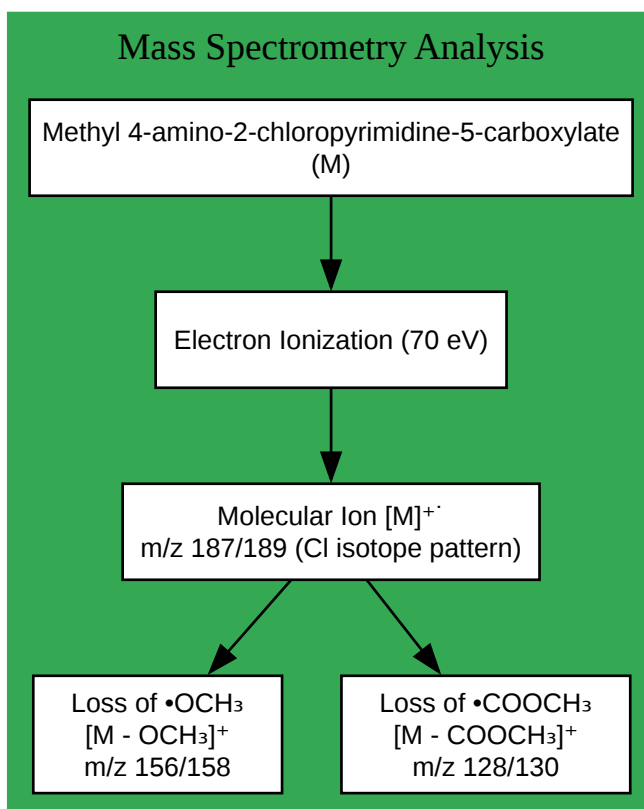 Mass Spectrometry Analysis
Methyl 4-amino-2-chloropyrimidine-5-carboxylate
(M)
Electron Ionization (70 eV)
Molecular Ion [M]⁺˙
m/z 187/189 (Cl isotope pattern)
Loss of •OCH₃
[M - OCH₃]⁺
m/z 156/158
Loss of •COOCH₃
[M - COOCH₃]⁺
m/z 128/130